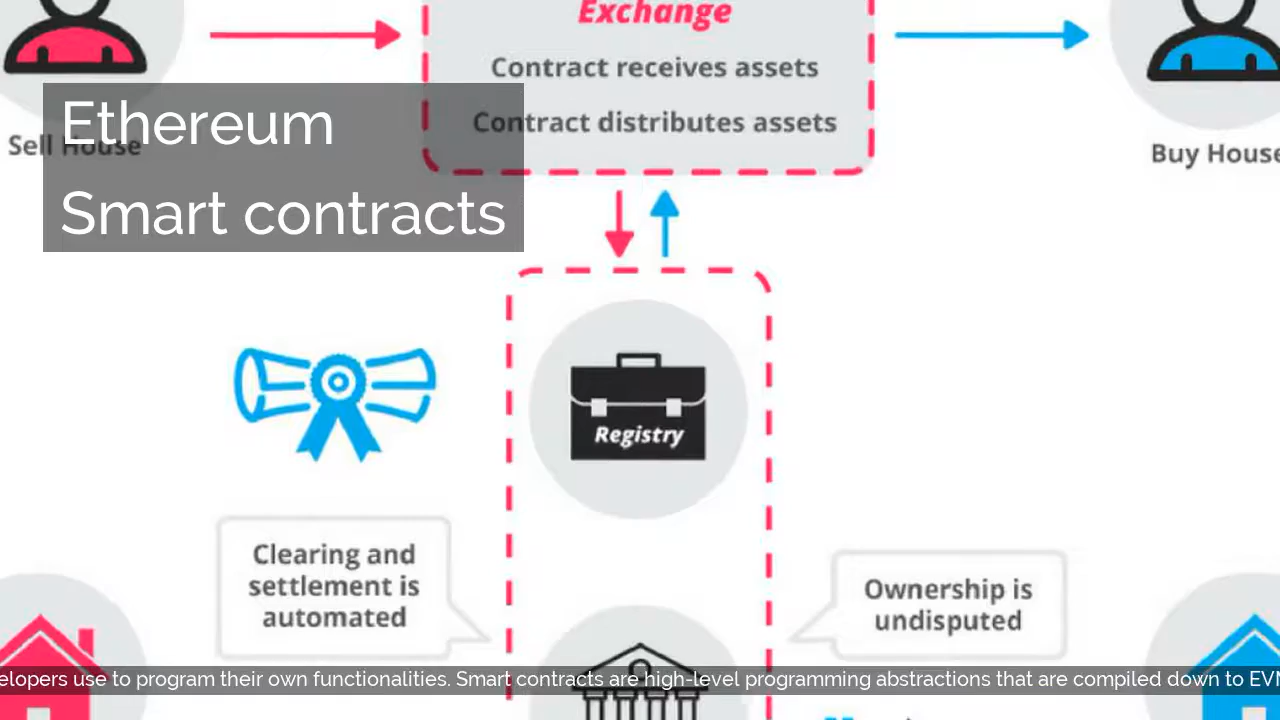 Exchange
Contract receives assets
Contract distributes assets
Ethereum
Smart contracts
Sell House
Buy House
Registry
Clearing and
settlement is
automated
Ownership is
undisputed
use to program their own functionalities. Smart contracts are high-level programming abstractions that are compiled down to